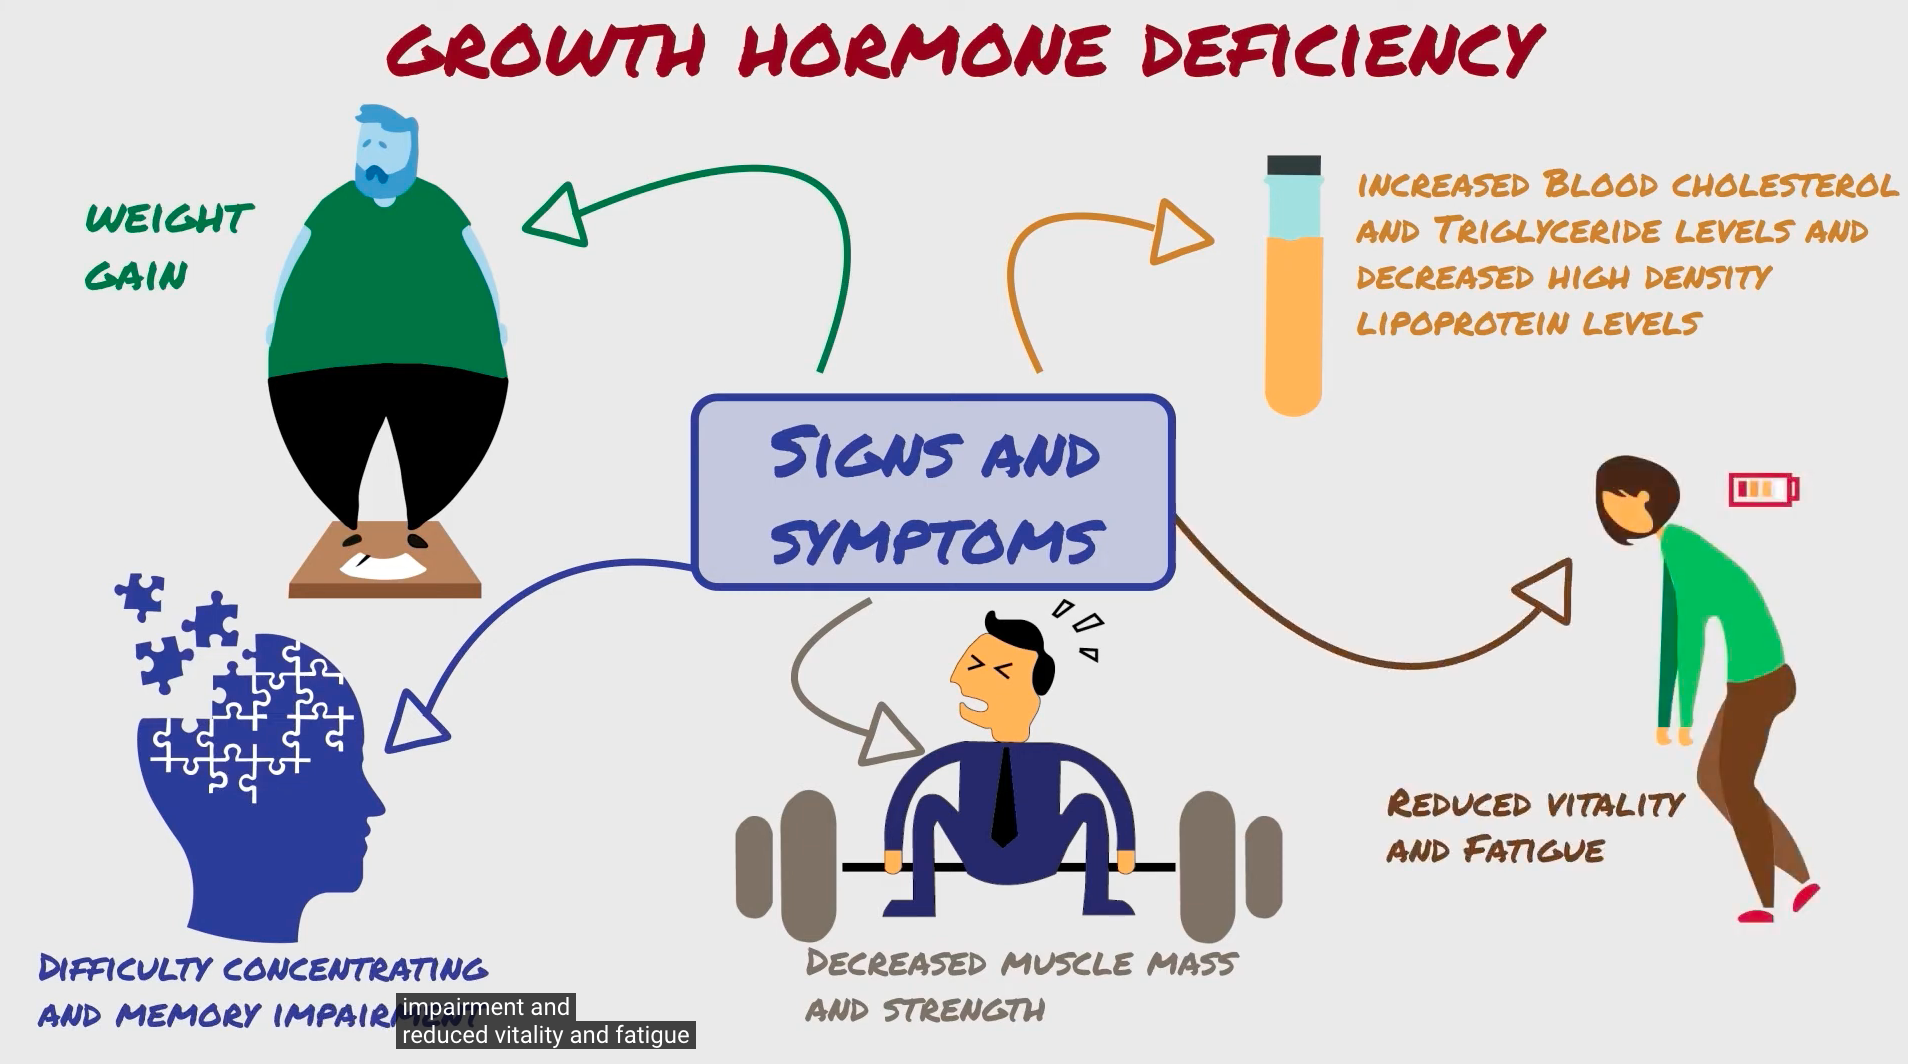 GROWTH HORMONE DEFICIENCY
WEIGHT
GAIN
INCREASED BLOOD CHOLESTEROL
AND TRIGLYCERIDE LEVELS AND
DECREASED HIGH DENSITY
LIPOPROTEIN LEVELS
SIGNS AND
SYMPTOMS
REDUCED VITALITY
AND FATIGUE
DIFFICULTY CONCENTRATING
AND MEMORY IMPAIRMENT
DECREASED MUSCLE MASS
AND STRENGTH
impairment and
reduced vitality and fatigue